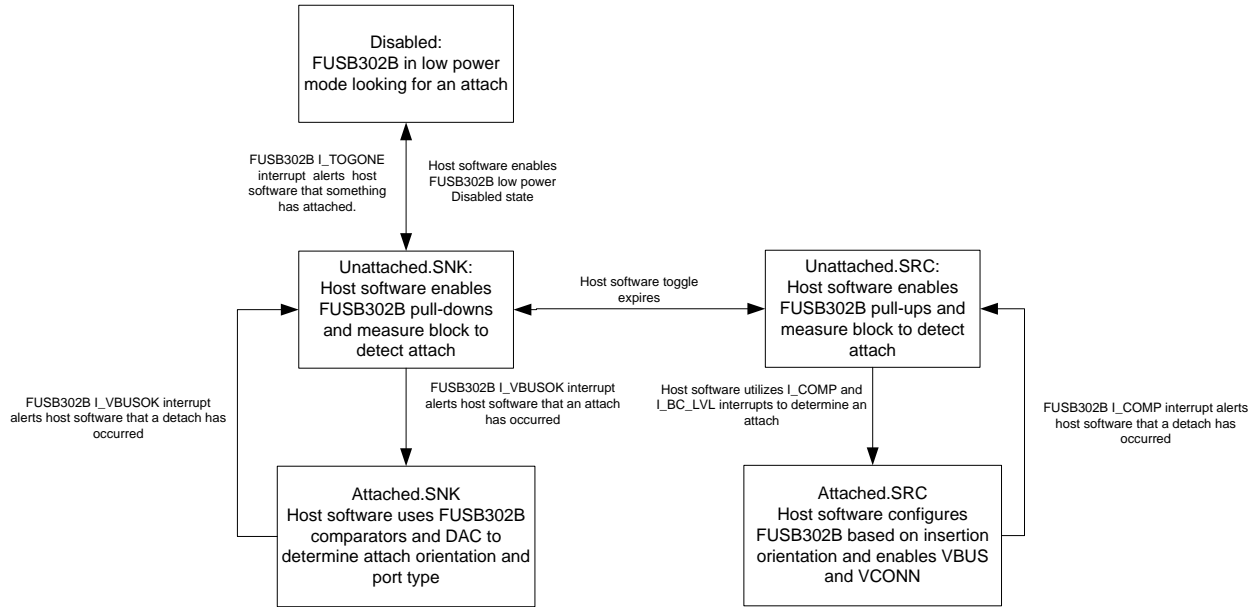 Disabled:
FUSB302B in low power
mode looking for an attach
FUSB302B I_TOGONE
interrupt alerts host
software that something
has attached.
Host software enables
FUSB302B low power
Disabled state
Unattached.SNK:
Host software enables
FUSB302B pull-downs
and measure block to
detect attach
Host software toggle
expires
Unattached.SRC:
Host software enables
FUSB302B pull-ups and
measure block to detect
attach
FUSB302B I_VBUSOK interrupt
alerts host software that a detach has
occurred
FUSB302B I_VBUSOK interrupt
alerts host software that an attach
has occurred
Host software utilizes I_COMP and
I_BC_LVL interrupts to determine an
attach
FUSB302B I_COMP interrupt alerts
host software that a detach has
occurred
Attached.SNK
Host software uses FUSB302B
comparators and DAC to
determine attach orientation and
port type
Attached.SRC
Host software configures
FUSB302B based on insertion
orientation and enables VBUS
and VCONN